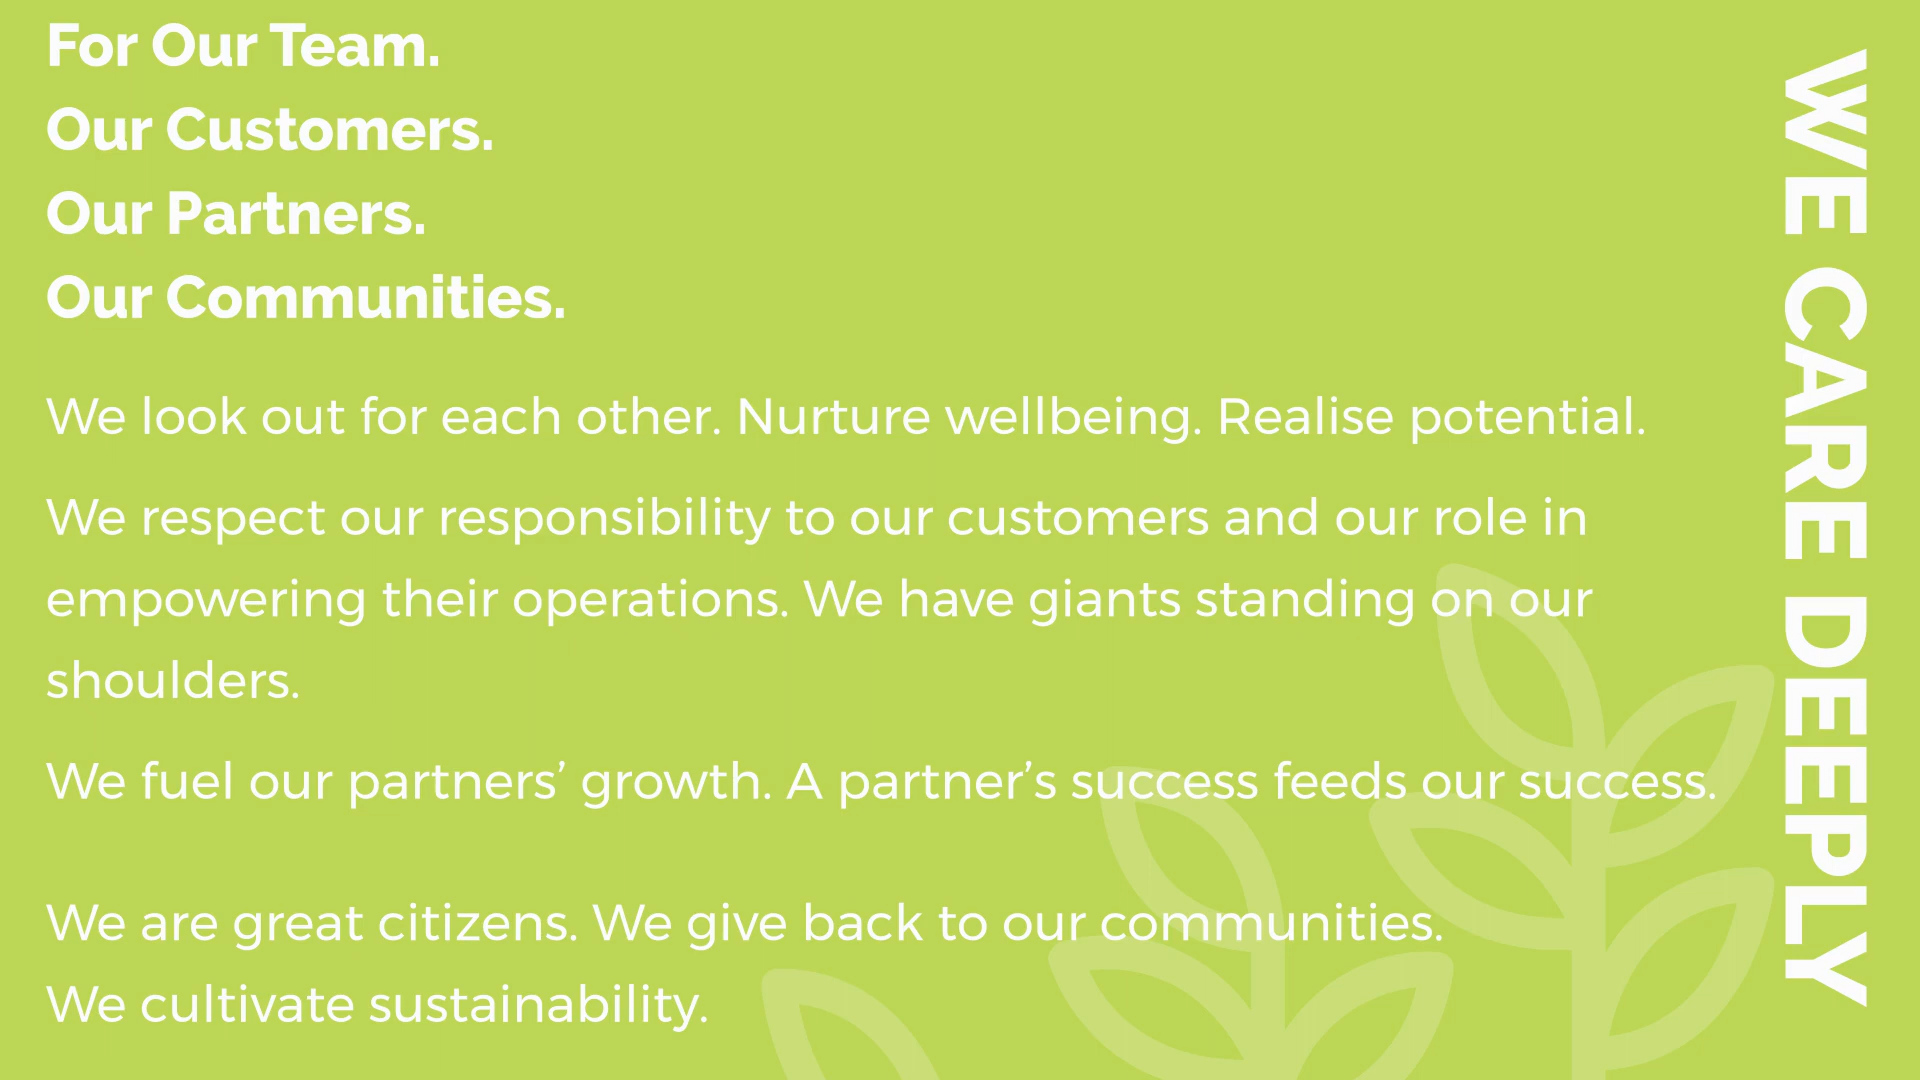 For Our Team.
Our Customers.
Our Partners.
Our Communities.
We look out for each other. Nurture wellbeing. Realise potential.
We respect our responsibility to our customers and our role in
empowering their operations. We have giants standing on our
shoulders.
We fuel our partners’ growth. A partner’s success feeds our success.
We are great citizens. We give back to our communities.
We cultivate sustainability.
WE CARE DEEPLY